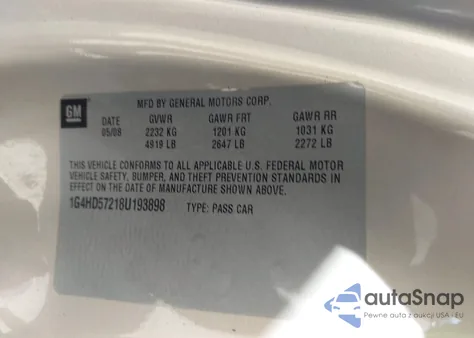 MFD BY GENERAL MOTORS CORP.
GM
DATE GVWR GAWR FRT GAWR RR
05/08 2232 KG 1201 KG 1031 KG
4919 LB 2647 LB 2272 LB
THIS VEHICLE CONFORMS TO ALL APPLICABLE U.S. FEDERAL MOTOR
VEHICLE SAFETY, BUMPER, AND THEFT PREVENTION STANDARDS IN
EFFECT ON THE DATE OF MANUFACTURE SHOWN ABOVE.
1G4HD57218U193898 TYPE: PASS CAR
autoSnap
Pewne auta z aukcji USA - EU